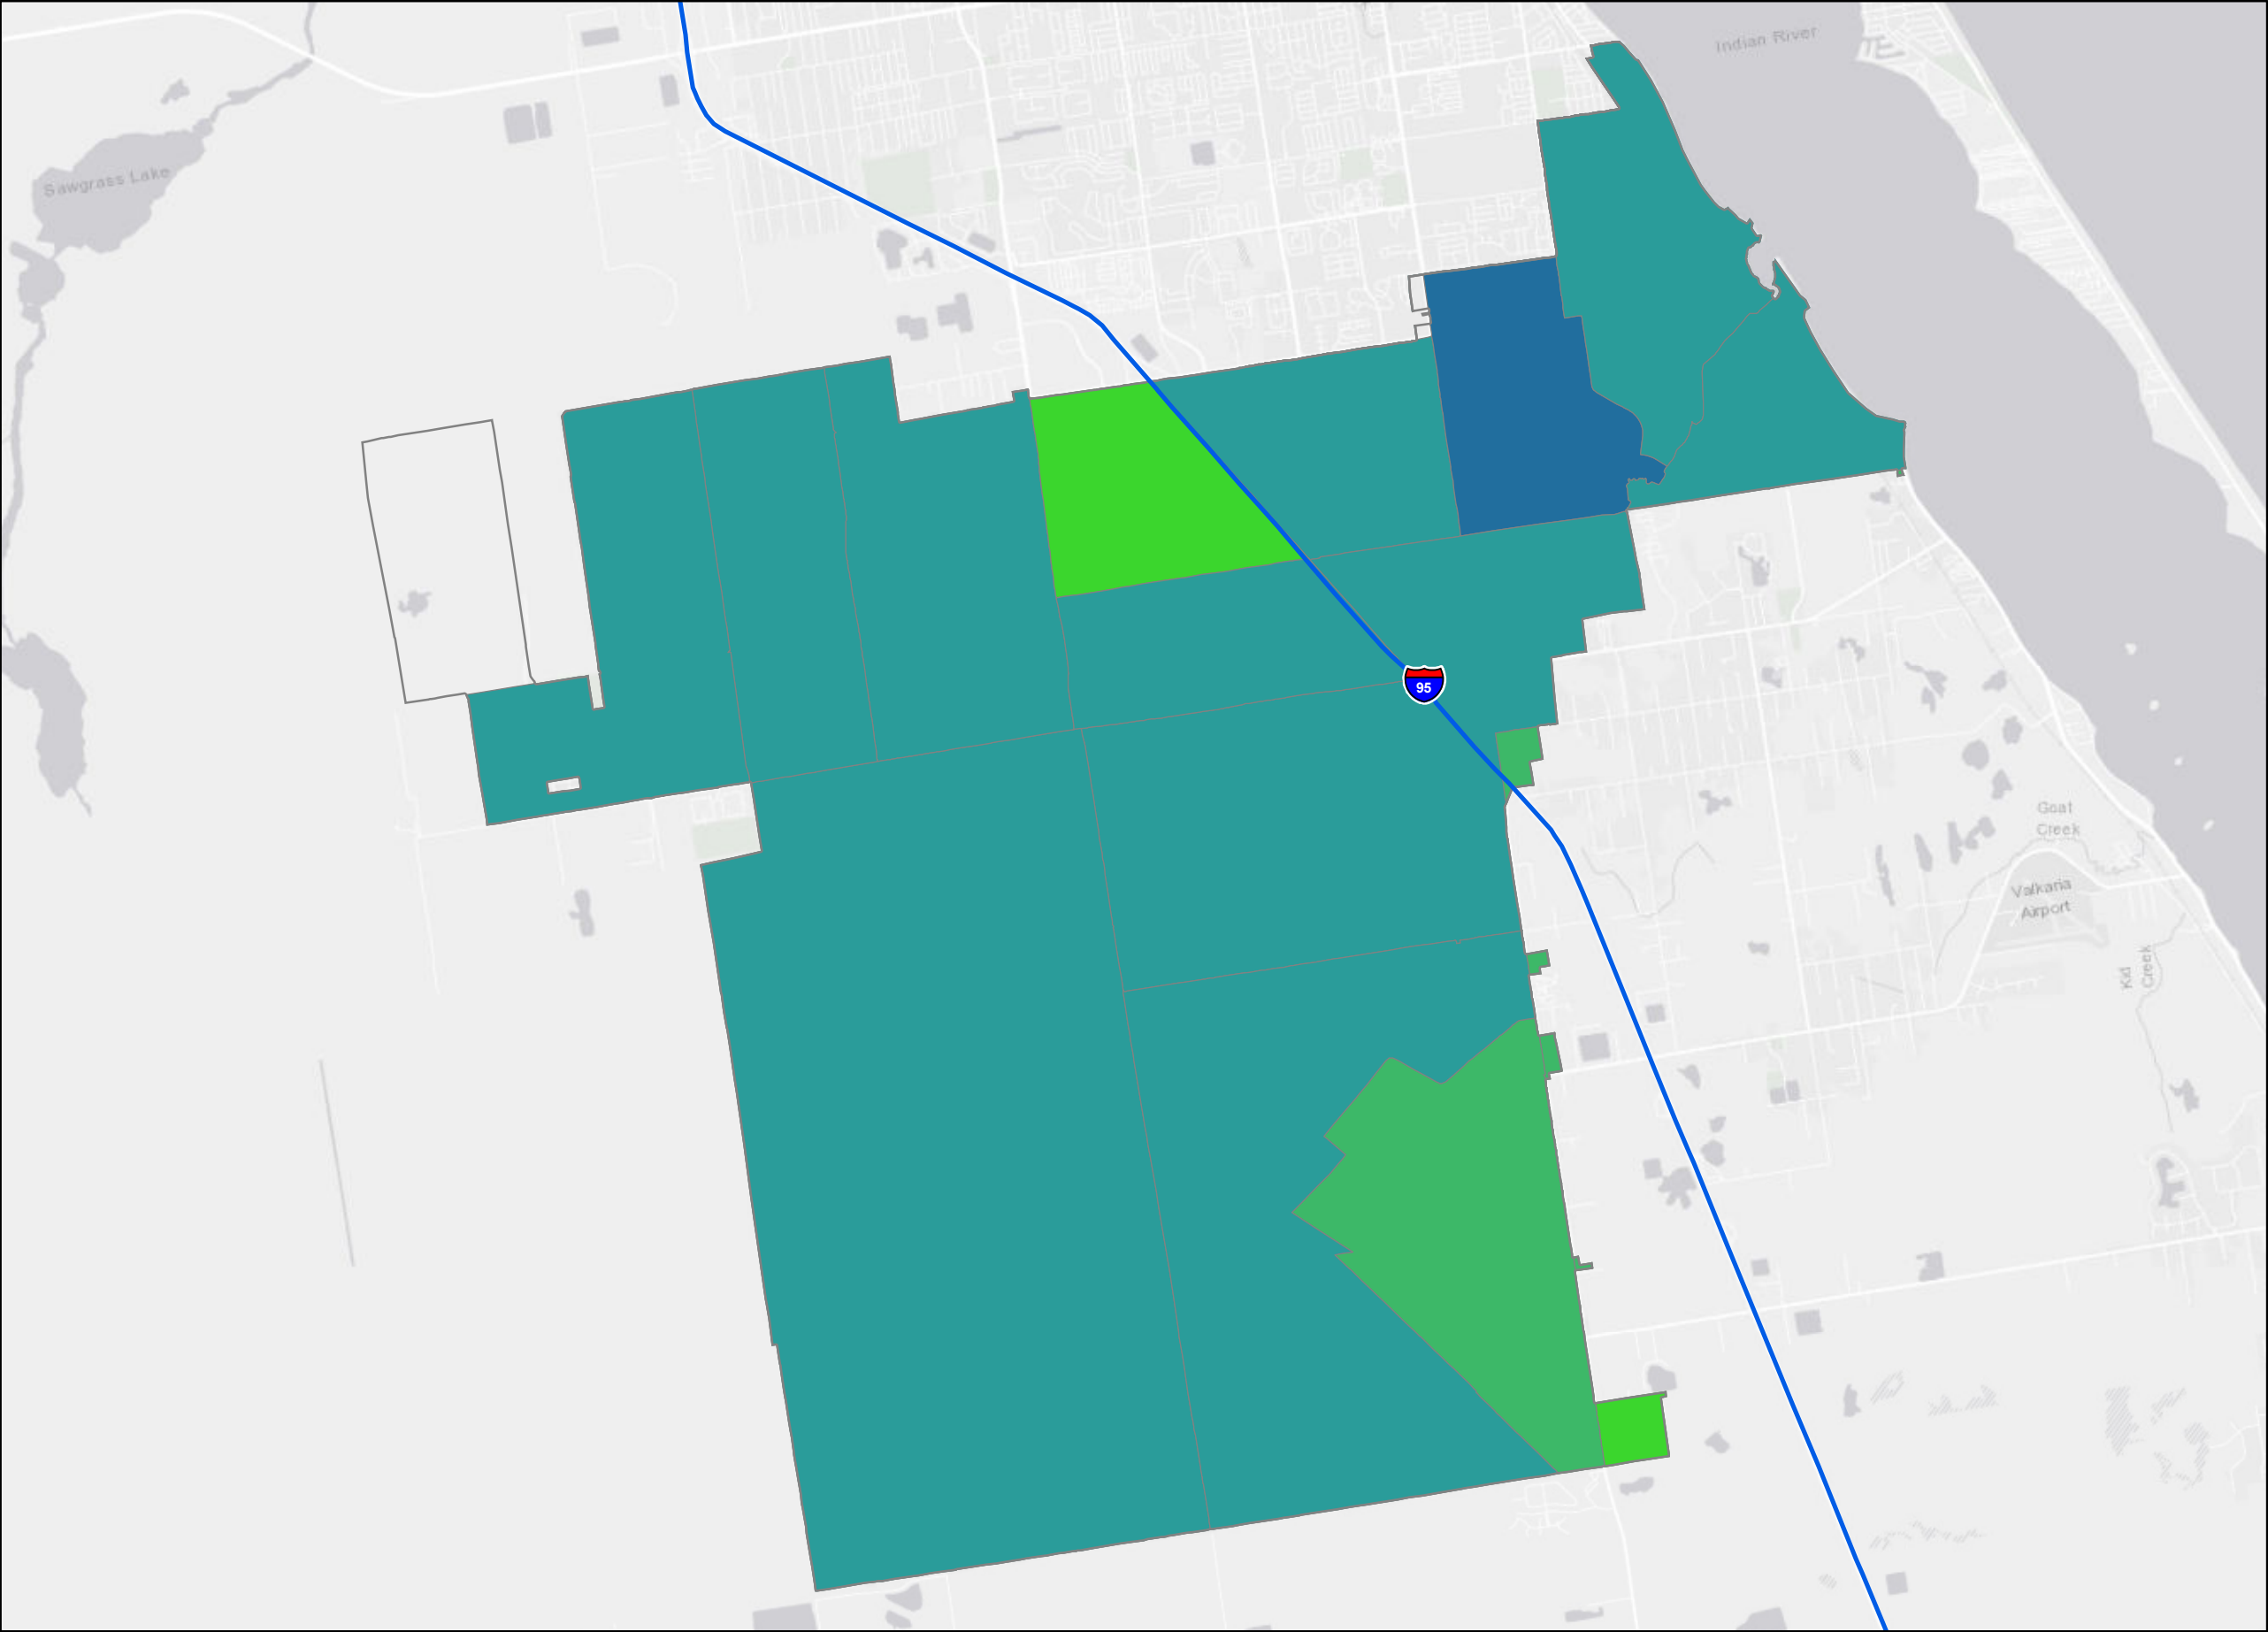 Indian River
Sawgrass Lake
95
Goat
Creek
Valkaria
Airport
Kid
Creek